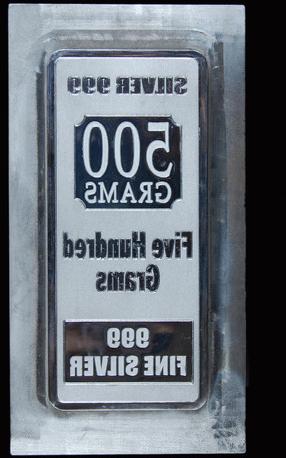 SILVER 999
500
GRAMS
Five Hundred
Grams
999
FINE SILVER